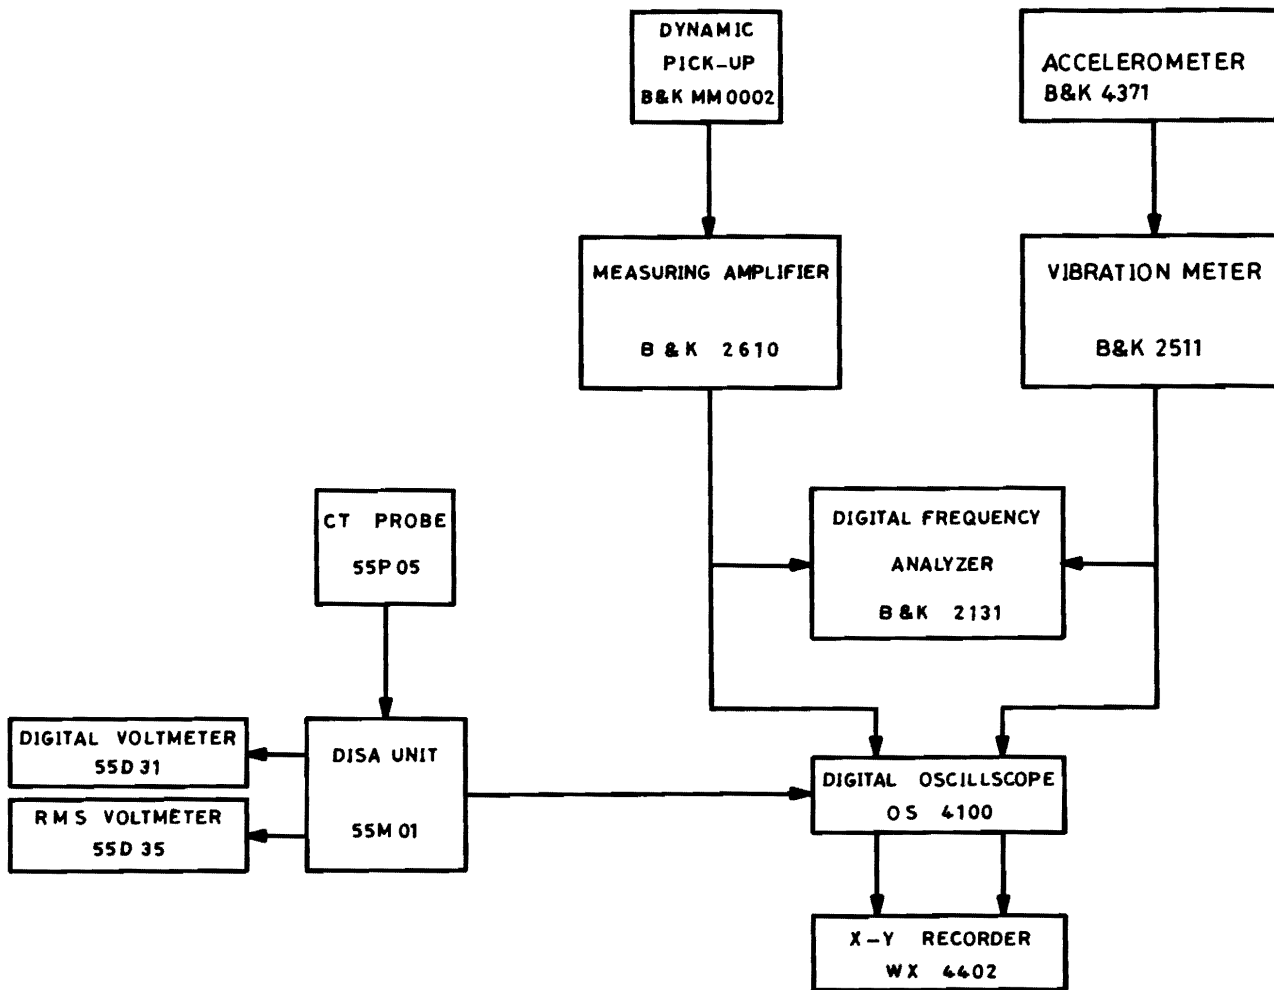 DYNAMIC
PICK-UP
B&K MM0002
ACCELEROMETER
B&K 4371
MEASURING AMPLIFIER
B & K 2610
VIBRATION METER
B&K 2511
CT PROBE
55P 05
DIGITAL FREQUENCY
ANALYZER
B & K 2131
DIGITAL VOLTMETER
55D 31
RMS VOLTMETER
55D 35
DISA UNIT
55M 01
DIGITAL OSCILLSCOPE
OS 4100
X-Y RECORDER
WX 4402